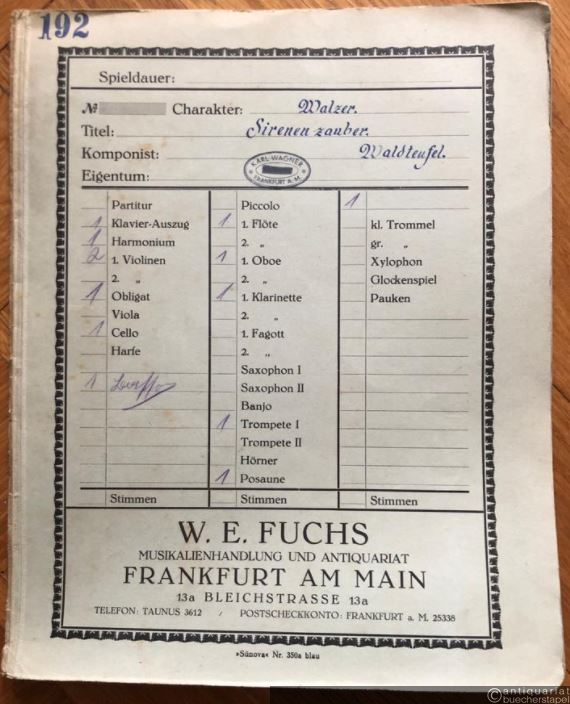 192
Spieldauer:
№ Charakter: Walzer.
Titel: Sirenenzauber.
Komponist: Waldteufel.
Eigentum:
KARL WAGNER
FRANKFURT A. M.
Partitur
1 Klavier-Auszug
1 Harmonium
2 1. Violinen
2. „
1 Obligat
Viola
1 Cello
Harfe
1
Stimmen
Piccolo
1 1. Flöte
2. „
1 1. Oboe
2. „
1 1. Klarinette
2. „
1. Fagott
2. „
Saxophon I
Saxophon II
Banjo
1 Trompete I
Trompete II
Hörner
1 Posaune
Stimmen
1
kl. Trommel
gr. „
Xylophon
Glockenspiel
Pauken
Stimmen
W. E. FUCHS
MUSIKALIENHANDLUNG UND ANTIQUARIAT
FRANKFURT AM MAIN
13a BLEICHSTRASSE 13a
TELEFON: TAUNUS 3612 / POSTSCHECKKONTO: FRANKFURT a. M. 25338
»Sünova« Nr. 350a blau
©antiquariat
buecherstapel